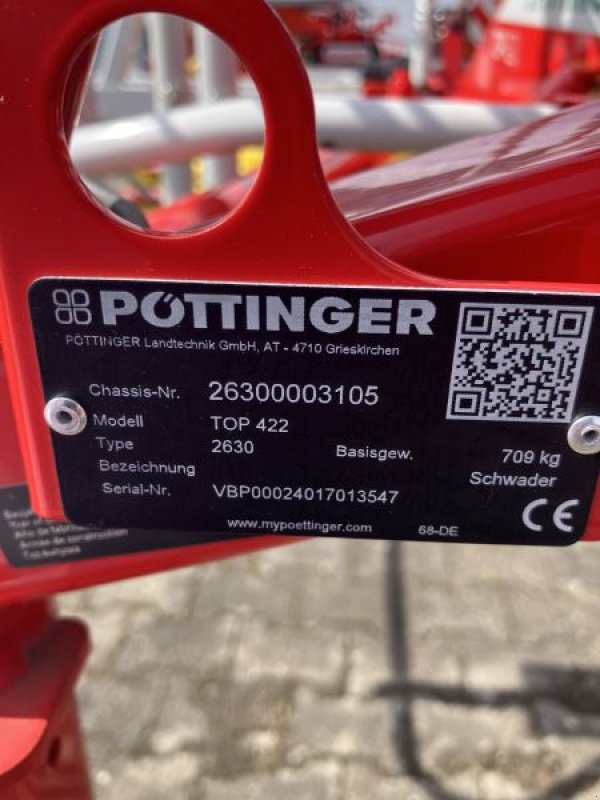 PÖTTINGER
PÖTTINGER Landtechnik GmbH, AT - 4710 Grieskirchen
Chassis-Nr. 26300003105
Modell TOP 422
Type 2630 Basisgew. 709 kg
Bezeichnung Schwader
Serial-Nr. VBP00024017013547
www.mypoettinger.com 68-DE CE